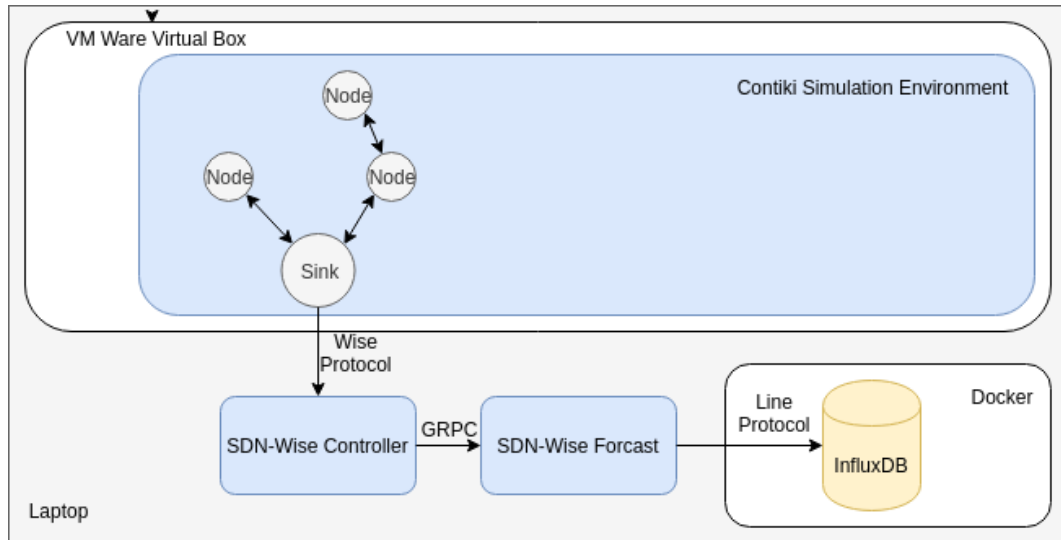 VM Ware Virtual Box
Contiki Simulation Environment
Node
Node
Node
Sink
Wise
Protocol
SDN-Wise Controller
GRPC
SDN-Wise Forcast
Line
Protocol
Docker
InfluxDB
Laptop